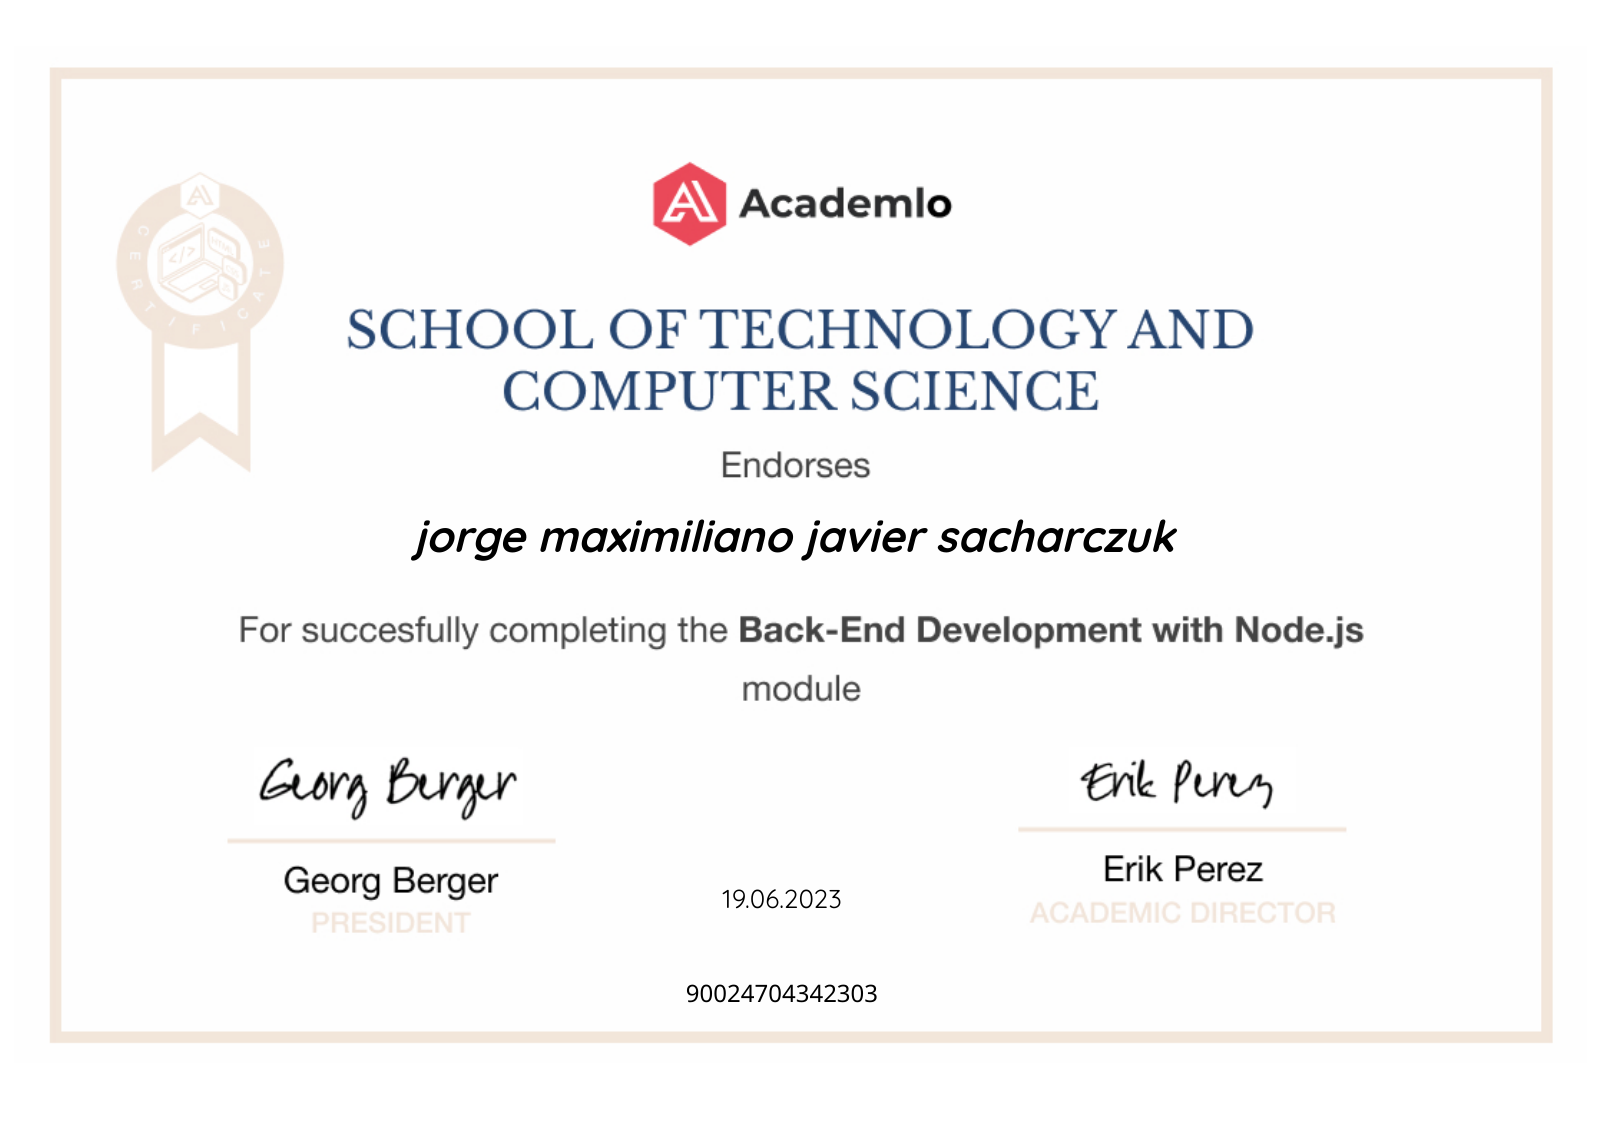 Academlo
CERTIFICATE
SCHOOL OF TECHNOLOGY AND
COMPUTER SCIENCE
Endorses
jorge maximiliano javier sacharczuk
For succesfully completing the Back-End Development with Node.js
module
Georg Berger
Erik Perez
Georg Berger
Erik Perez
PRESIDENT
19.06.2023
ACADEMIC DIRECTOR
90024704342303